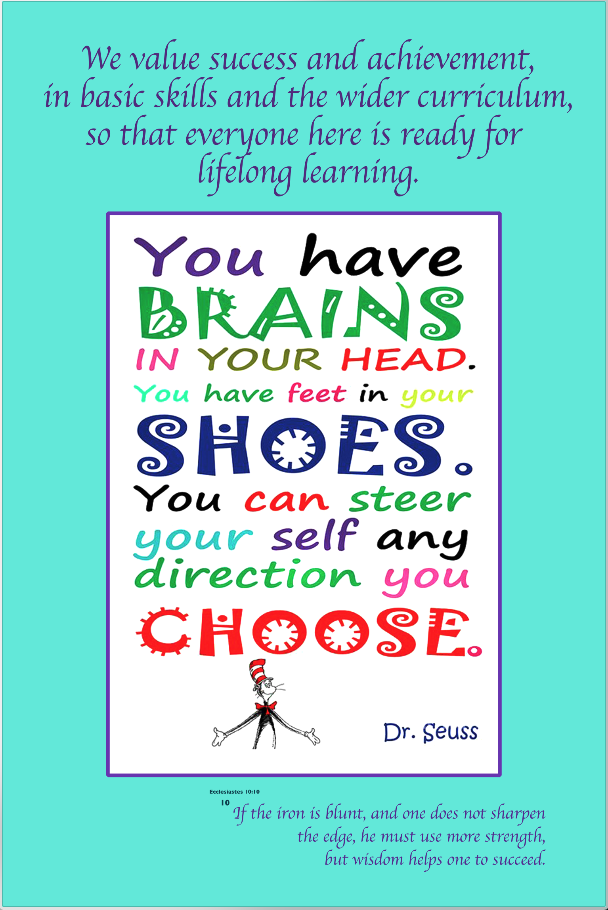 We value success and achievement,
in basic skills and the wider curriculum,
so that everyone here is ready for
lifelong learning.
You have
BRAINS
IN YOUR HEAD.
You have feet in your
SHOES.
You can steer
your self any
direction you
CHOOSE.
Dr. Seuss
Ecclesiastes 10:10
10 If the iron is blunt, and one does not sharpen
the edge, he must use more strength,
but wisdom helps one to succeed.